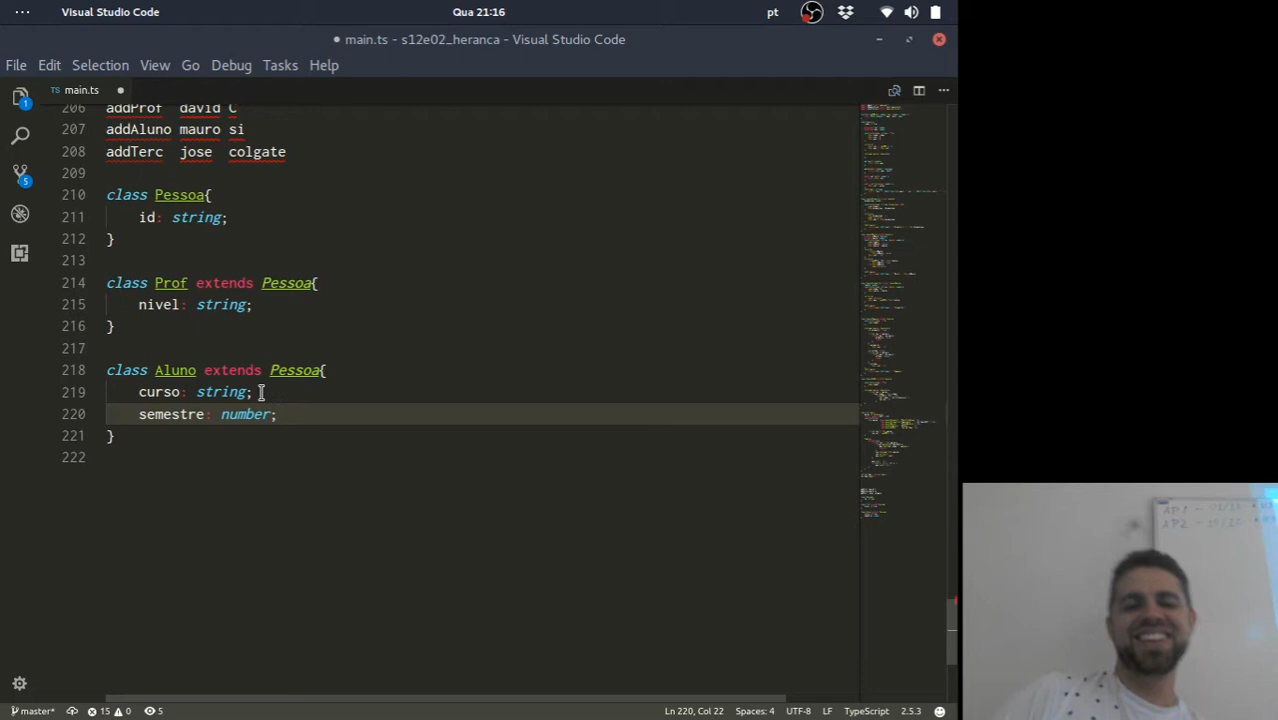 Visual Studio Code
Qua 21:16
pt
main.ts - s12e02_heranca - Visual Studio Code
File Edit Selection View Go Debug Tasks Help
TS main.ts
206 addProf david C
207 addAluno mauro si
208 addTerc jose colgate
209
210 class Pessoa{
211 id: string;
212 }
213
214 class Prof extends Pessoa{
215 nivel: string;
216 }
217
218 class Aluno extends Pessoa{
219 curso: string;
220 semestre: number;
221 }
222
1
5
master* 15 0 5 Ln 220, Col 22 Spaces: 4 UTF-8 LF TypeScript 2.5.3